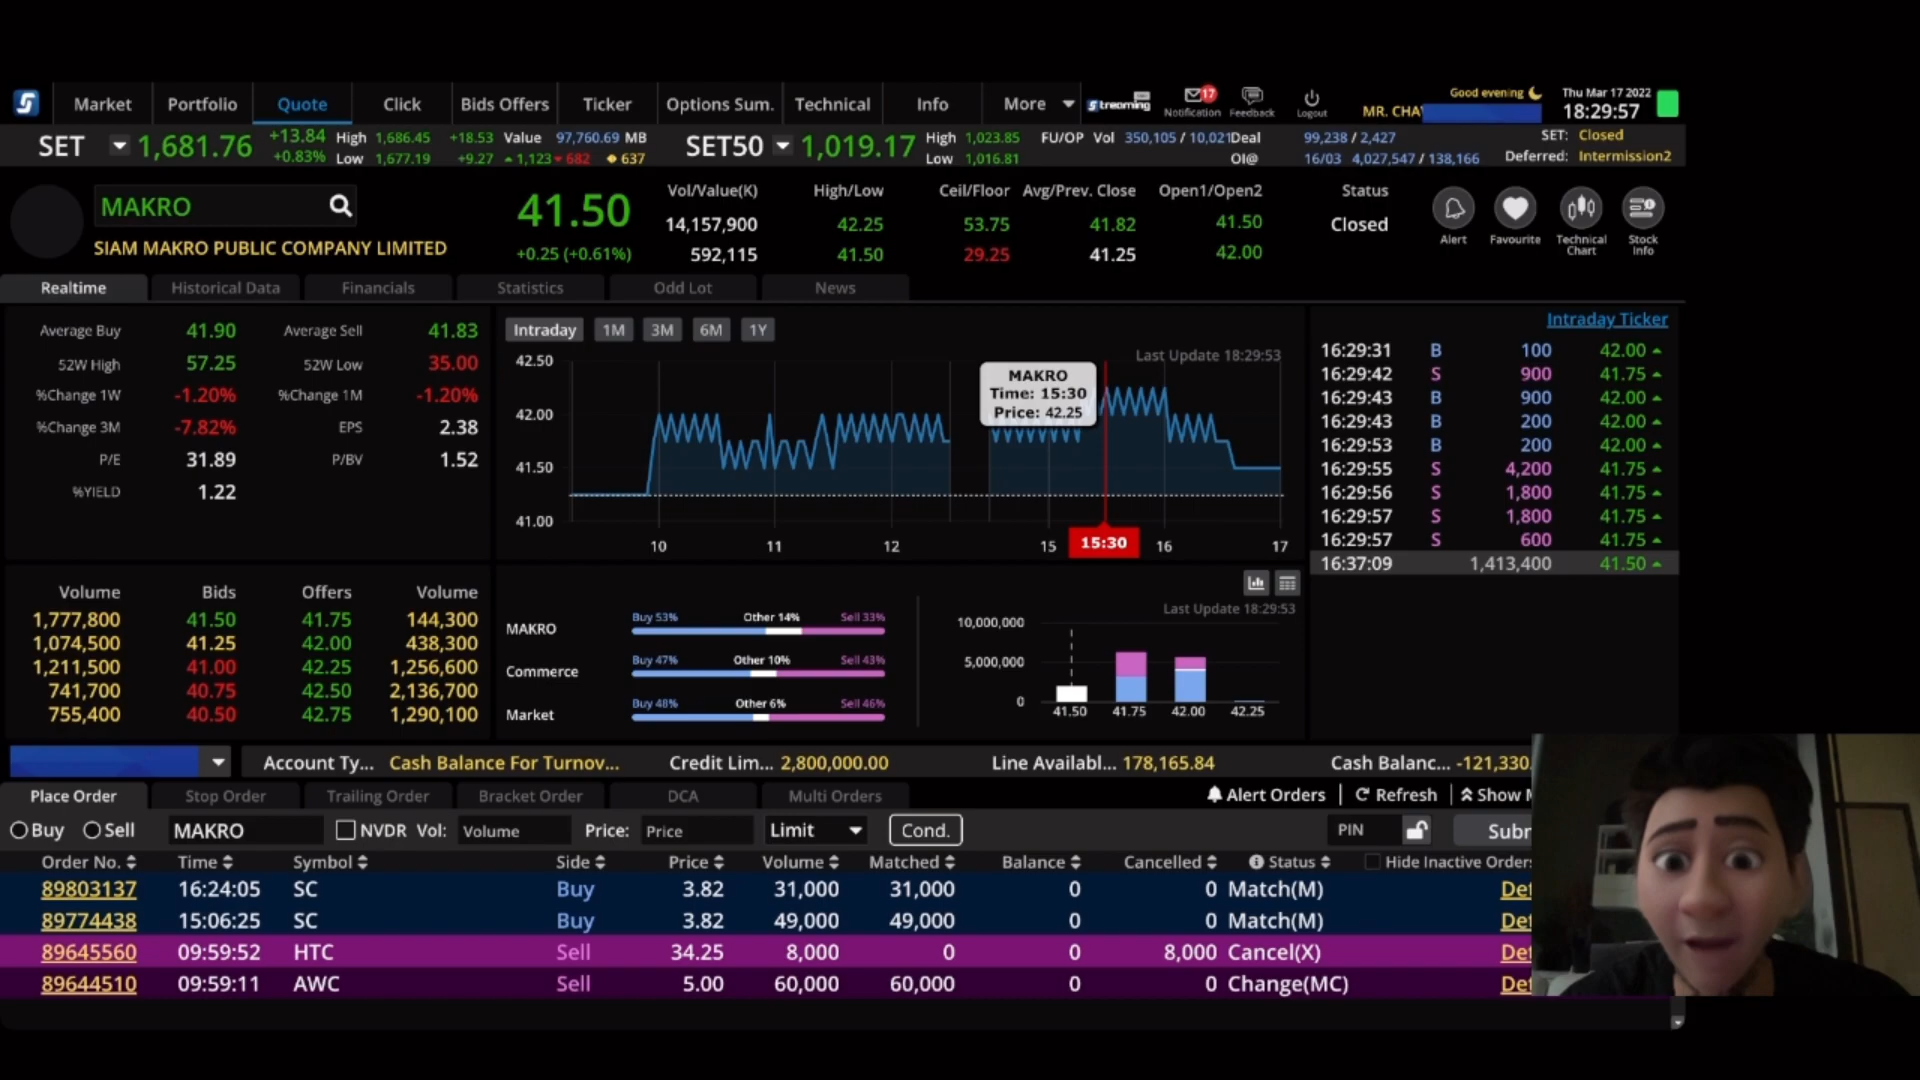 Market Portfolio Quote Click Bids Offers Ticker Options Sum. Technical Info More Streaming Notification 17 Feedback Logout
Good evening
MR. CHA
Thu Mar 17 2022
18:29:57
SET 1,681.76 +13.84 +0.83% High 1,686.45 +18.53 Value 97,760.69 MB
Low 1,677.19 +9.27 1,123 682 637
SET50 1,019.17 High 1,023.85 FU/OP Vol 350,105 / 10,021 Deal 99,238 / 2,427
Low 1,016.81 OI@ 16/03 4,027,547 / 138,166
SET: Closed
Deferred: Intermission2
MAKRO
SIAM MAKRO PUBLIC COMPANY LIMITED
41.50
+0.25 (+0.61%)
Vol/Value(K) High/Low Ceil/Floor Avg/Prev. Close Open1/Open2 Status
14,157,900 42.25 53.75 41.82 41.50 Closed
592,115 41.50 29.25 41.25 42.00
Alert Favourite Technical Chart Stock Info
Realtime Historical Data Financials Statistics Odd Lot News
Average Buy 41.90 Average Sell 41.83
52W High 57.25 52W Low 35.00
%Change 1W -1.20% %Change 1M -1.20%
%Change 3M -7.82% EPS 2.38
P/E 31.89 P/BV 1.52
%YIELD 1.22
Intraday 1M 3M 6M 1Y
Last Update 18:29:53
42.50
42.00
41.50
41.00
MAKRO
Time: 15:30
Price: 42.25
10 11 12 15 15:30 16 17
Intraday Ticker
16:29:31 B 100 42.00
16:29:42 S 900 41.75
16:29:43 B 900 42.00
16:29:43 B 200 42.00
16:29:53 B 200 42.00
16:29:55 S 4,200 41.75
16:29:56 S 1,800 41.75
16:29:57 S 1,800 41.75
16:29:57 S 600 41.75
16:37:09 1,413,400 41.50
Volume Bids Offers Volume
1,777,800 41.50 41.75 144,300
1,074,500 41.25 42.00 438,300
1,211,500 41.00 42.25 1,256,600
741,700 40.75 42.50 2,136,700
755,400 40.50 42.75 1,290,100
MAKRO Buy 53% Other 14% Sell 33%
Commerce Buy 47% Other 10% Sell 43%
Market Buy 48% Other 6% Sell 46%
Last Update 18:29:53
10,000,000
5,000,000
0
41.50 41.75 42.00 42.25
Account Ty... Cash Balance For Turnov... Credit Lim... 2,800,000.00 Line Availabl... 178,165.84 Cash Balanc... -121,330.
Place Order Stop Order Trailing Order Bracket Order DCA Multi Orders Alert Orders Refresh Show
Buy Sell MAKRO NVDR Vol: Volume Price: Price Limit Cond. PIN Subr
Order No. Time Symbol Side Price Volume Matched Balance Cancelled Status Hide Inactive Orders
89803137 16:24:05 SC Buy 3.82 31,000 31,000 0 0 Match(M) Det
89774438 15:06:25 SC Buy 3.82 49,000 49,000 0 0 Match(M) Det
89645560 09:59:52 HTC Sell 34.25 8,000 0 0 8,000 Cancel(X) Det
89644510 09:59:11 AWC Sell 5.00 60,000 60,000 0 0 Change(MC) Det